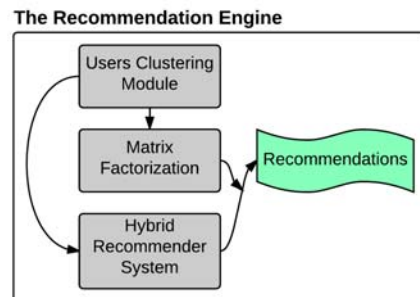 The Recommendation Engine
Users Clustering
Module
Matrix
Factorization
Recommendations
Hybrid
Recommender
System